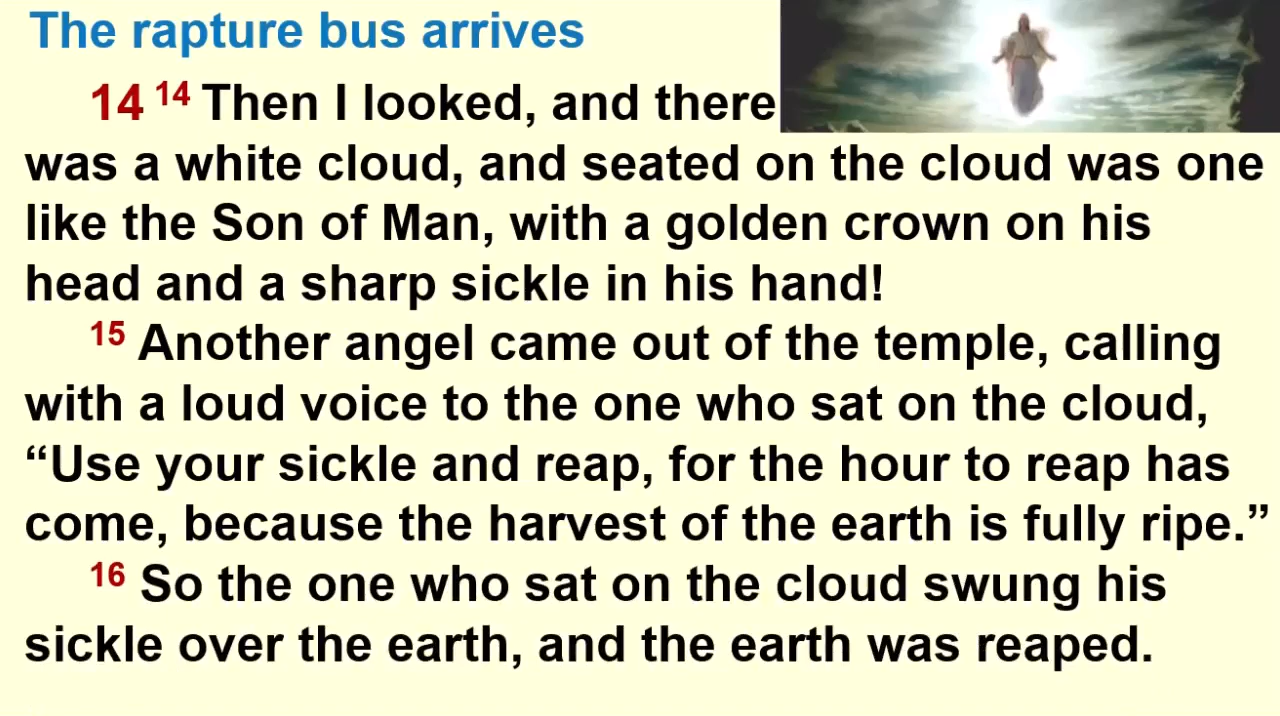 The rapture bus arrives
14 14 Then I looked, and there
was a white cloud, and seated on the cloud was one
like the Son of Man, with a golden crown on his
head and a sharp sickle in his hand!
15 Another angel came out of the temple, calling
with a loud voice to the one who sat on the cloud,
“Use your sickle and reap, for the hour to reap has
come, because the harvest of the earth is fully ripe.”
16 So the one who sat on the cloud swung his
sickle over the earth, and the earth was reaped.